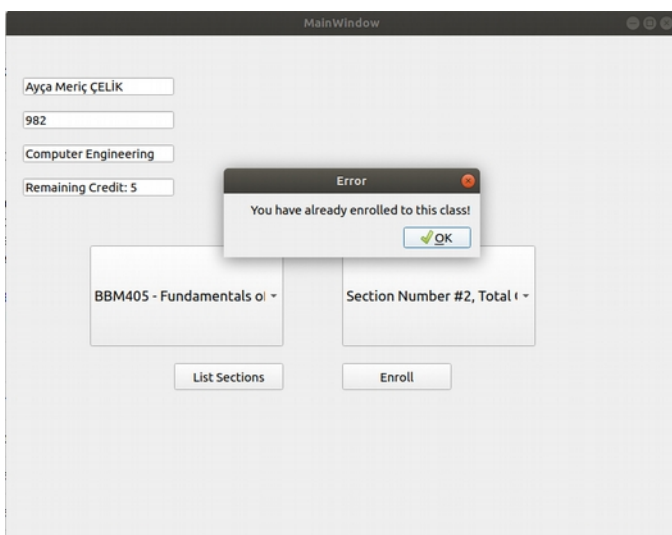 MainWindow
Ayça Meriç ÇELİK
982
Computer Engineering
Remaining Credit: 5
Error
You have already enrolled to this class!
OK
BBM405 - Fundamentals of
Section Number #2, Total
List Sections
Enroll